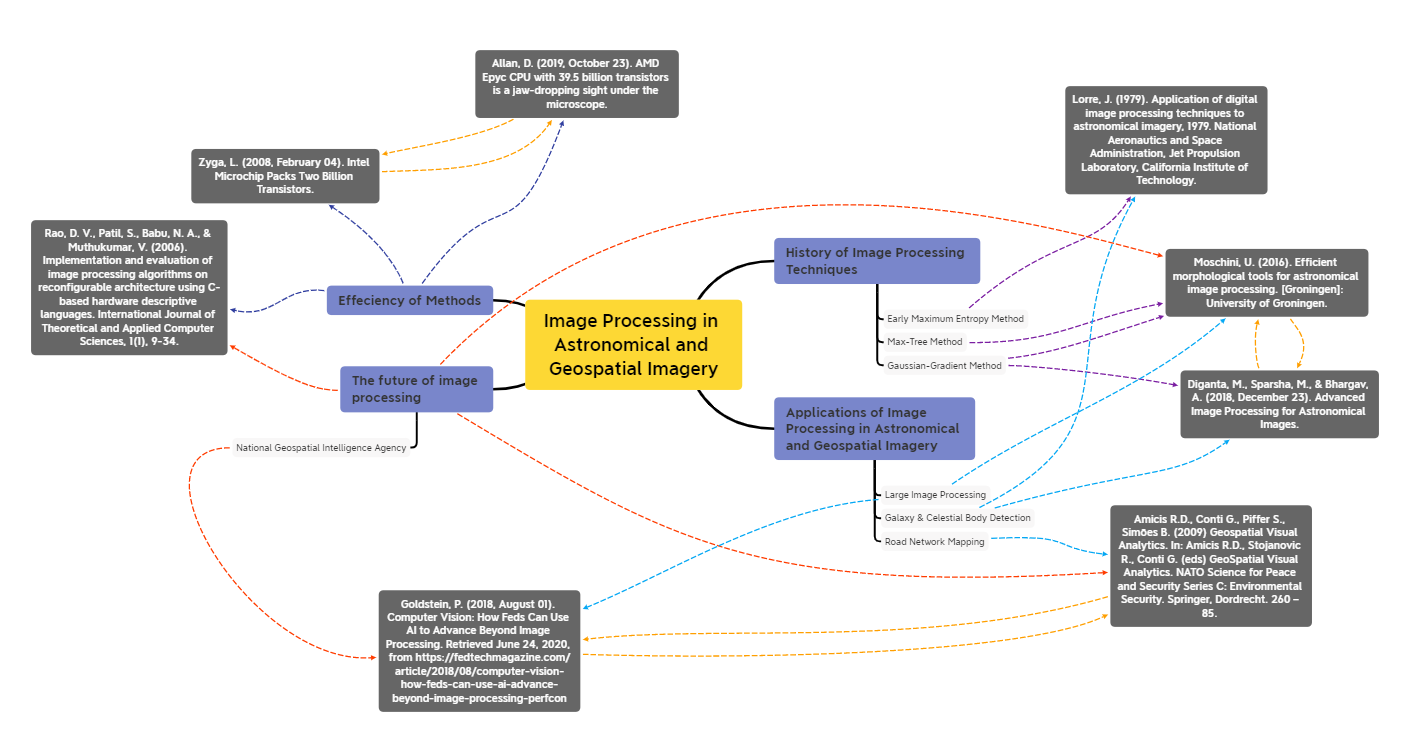 Allan, D. (2019, October 23). AMD
Epyc CPU with 39.5 billion transistors
is a jaw-dropping sight under the
microscope.
Zyga, L. (2008, February 04). Intel
Microchip Packs Two Billion
Transistors.
Rao, D. V., Patil, S., Babu, N. A., &
Muthukumar, V. (2006).
Implementation and evaluation of
image processing algorithms on
reconfigurable architecture using C-
based hardware descriptive
languages. International Journal of
Theoretical and Applied Computer
Sciences, 1(1), 9-34.
Effeciency of Methods
The future of image
processing
National Geospatial Intelligence Agency
Image Processing in
Astronomical and
Geospatial Imagery
History of Image Processing
Techniques
Early Maximum Entropy Method
Max-Tree Method
Gaussian-Gradient Method
Applications of Image
Processing in Astronomical
and Geospatial Imagery
Large Image Processing
Galaxy & Celestial Body Detection
Road Network Mapping
Lorre, J. (1979). Application of digital
image processing techniques to
astronomical imagery, 1979. National
Aeronautics and Space
Administration, Jet Propulsion
Laboratory, California Institute of
Technology.
Moschini, U. (2016). Efficient
morphological tools for astronomical
image processing. [Groningen]:
University of Groningen.
Diganta, M., Sparsha, M., & Bhargav,
A. (2018, December 23). Advanced
Image Processing for Astronomical
Images.
Amicis R.D., Conti G., Piffer S.,
Simões B. (2009) Geospatial Visual
Analytics. In: Amicis R.D., Stojanovic
R., Conti G. (eds) GeoSpatial Visual
Analytics. NATO Science for Peace
and Security Series C: Environmental
Security. Springer, Dordrecht. 260 –
85.
Goldstein, P. (2018, August 01).
Computer Vision: How Feds Can Use
AI to Advance Beyond Image
Processing. Retrieved June 24, 2020,
from https://fedtechmagazine.com/
article/2018/08/computer-vision-
how-feds-can-use-ai-advance-
beyond-image-processing-perfcon